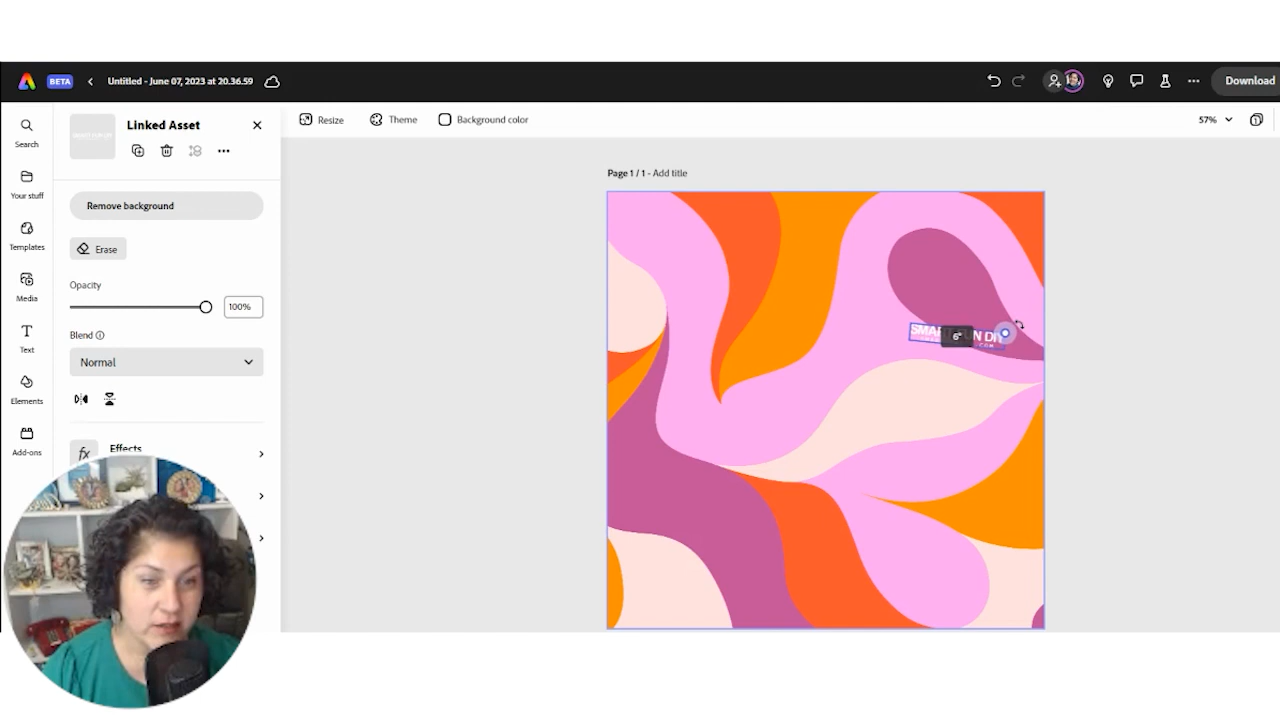 BETA
Untitled - June 07, 2023 at 20.36.59
Download
Search
Your stuff
Templates
Media
Text
Elements
Add-ons
Linked Asset
Remove background
Erase
Opacity
100%
Blend
Normal
fx
Effects
Resize
Theme
Background color
57%
Page 1 / 1 - Add title
6°